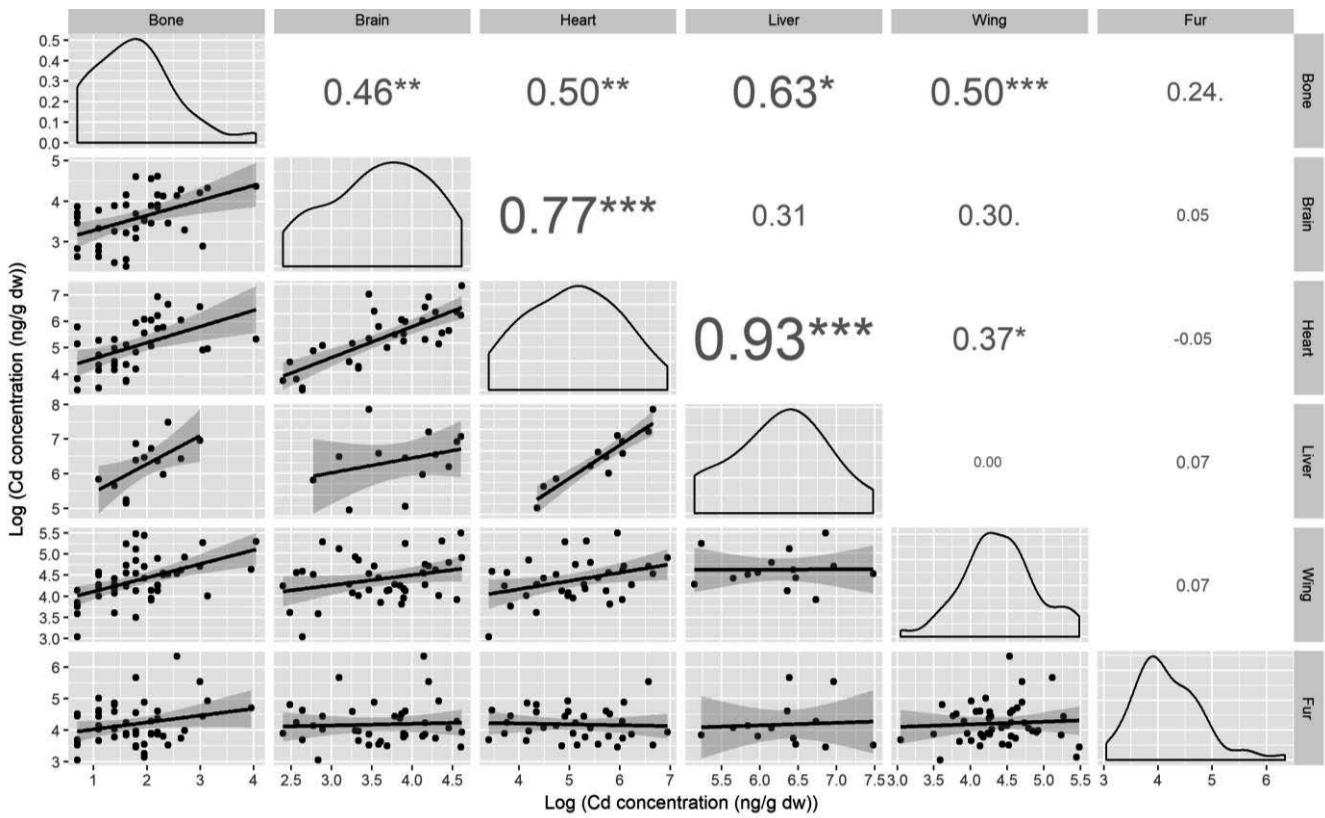 Bone Brain Heart Liver Wing Fur
0.5
0.4
0.3
0.2
0.1
0.0
0.46** 0.50** 0.63* 0.50*** 0.24.
Bone
5
4
3
0.77*** 0.31 0.30. 0.05
Brain
7
6
5
4
0.93*** 0.37* -0.05
Heart
8
7
6
5
0.00 0.07
Liver
5.5
5.0
4.5
4.0
3.5
3.0
0.07
Wing
6
5
4
3
Fur
1 2 3 4 2.5 3.0 3.5 4.0 4.5 4 5 6 7 5.5 6.0 6.5 7.0 7.5 3.0 3.5 4.0 4.5 5.0 5.5 3 4 5 6
Log (Cd concentration (ng/g dw))
Log (Cd concentration (ng/g dw))